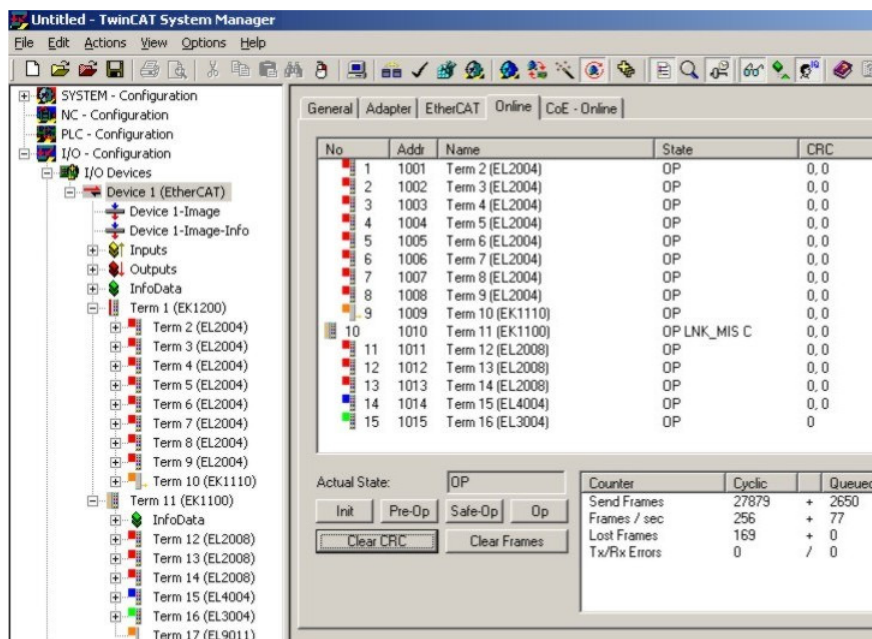 Untitled - TwinCAT System Manager
File Edit Actions View Options Help
SYSTEM - Configuration
NC - Configuration
PLC - Configuration
I/O - Configuration
I/O Devices
Device 1 (EtherCAT)
Device 1-Image
Device 1-Image-Info
Inputs
Outputs
InfoData
Term 1 (EK1200)
Term 2 (EL2004)
Term 3 (EL2004)
Term 4 (EL2004)
Term 5 (EL2004)
Term 6 (EL2004)
Term 7 (EL2004)
Term 8 (EL2004)
Term 9 (EL2004)
Term 10 (EK1110)
Term 11 (EK1100)
InfoData
Term 12 (EL2008)
Term 13 (EL2008)
Term 14 (EL2008)
Term 15 (EL4004)
Term 16 (EL3004)
Term 17 (EL9011)
General Adapter EtherCAT Online CoE - Online
No Addr Name State CRC
1 1001 Term 2 (EL2004) OP 0, 0
2 1002 Term 3 (EL2004) OP 0, 0
3 1003 Term 4 (EL2004) OP 0, 0
4 1004 Term 5 (EL2004) OP 0, 0
5 1005 Term 6 (EL2004) OP 0, 0
6 1006 Term 7 (EL2004) OP 0, 0
7 1007 Term 8 (EL2004) OP 0, 0
8 1008 Term 9 (EL2004) OP 0, 0
9 1009 Term 10 (EK1110) OP 0, 0
10 1010 Term 11 (EK1100) OP LNK_MIS C 0, 0
11 1011 Term 12 (EL2008) OP 0, 0
12 1012 Term 13 (EL2008) OP 0, 0
13 1013 Term 14 (EL2008) OP 0, 0
14 1014 Term 15 (EL4004) OP 0, 0
15 1015 Term 16 (EL3004) OP 0
Actual State: OP
Init Pre-Op Safe-Op Op
Clear CRC Clear Frames
Counter Cyclic Queued
Send Frames 27879 + 2650
Frames / sec 256 + 77
Lost Frames 169 + 0
Tx/Rx Errors 0 / 0